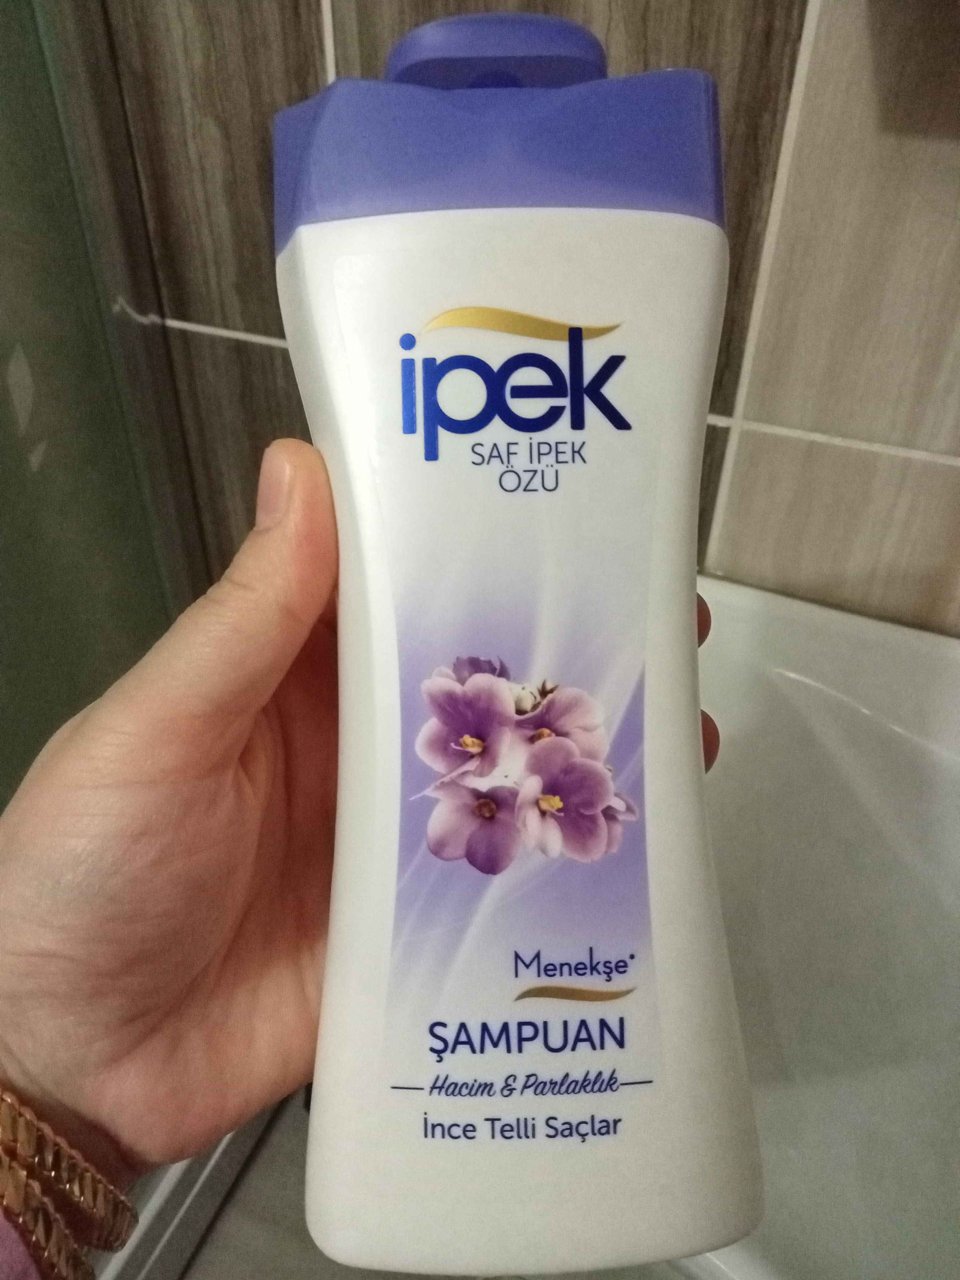 ipek
SAF İPEK
ÖZÜ
Menekşe*
ŞAMPUAN
Hacim & Parlaklık
İnce Telli Saçlar